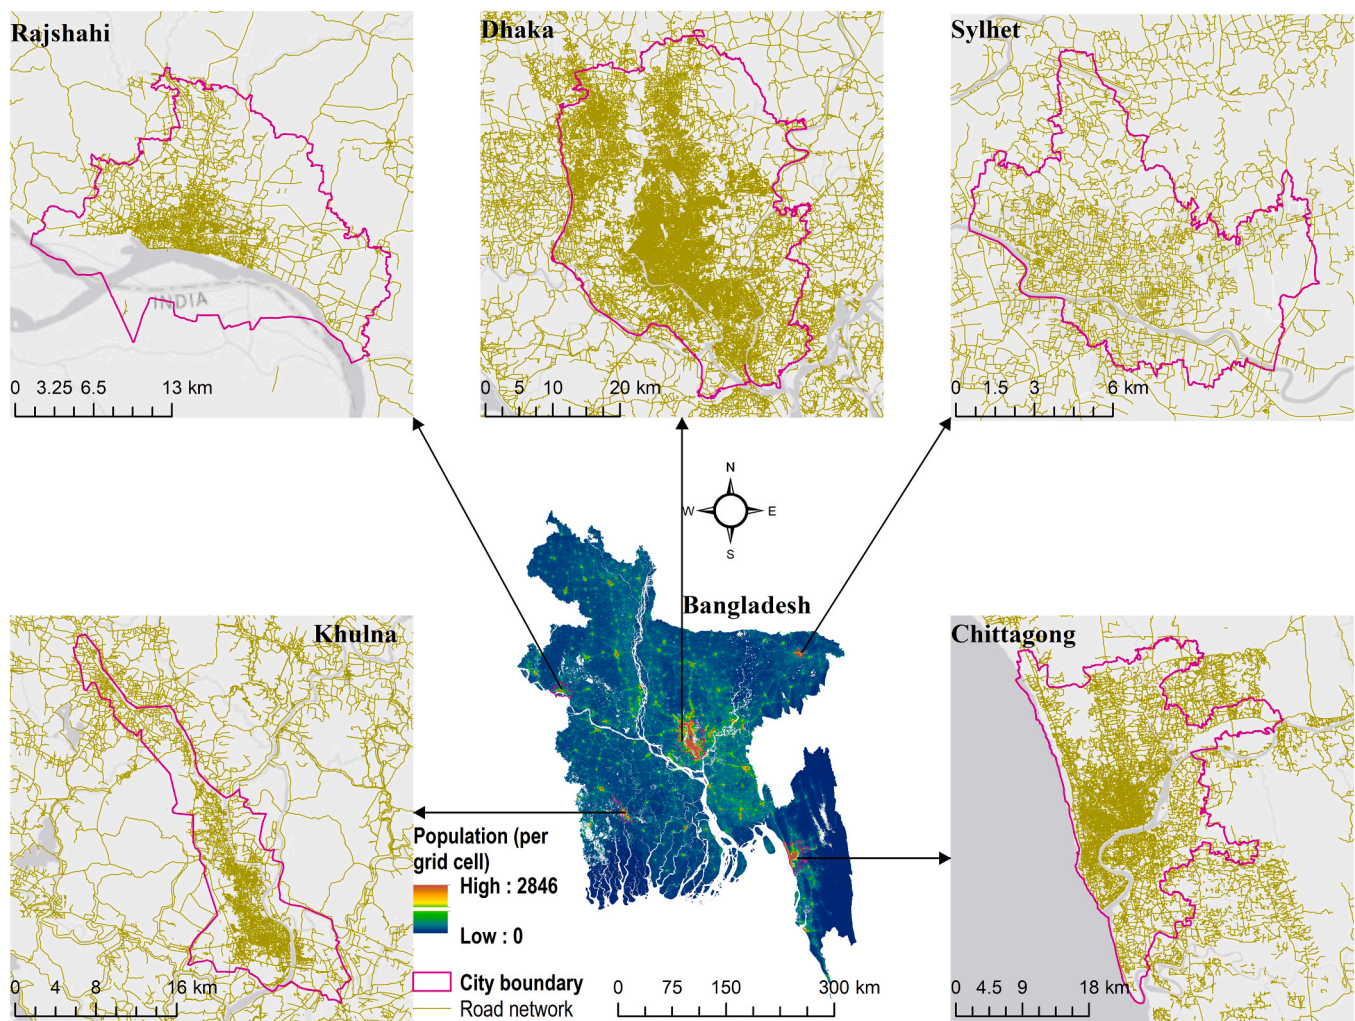 Rajshahi
INDIA
0 3.25 6.5 13 km
Dhaka
0 5 10 20 km
Sylhet
0 1.5 3 6 km
N
W E
S
Bangladesh
Khulna
0 4 8 16 km
Population (per
grid cell)
High : 2846
Low : 0
City boundary
Road network
0 75 150 300 km
Chittagong
0 4.5 9 18 km